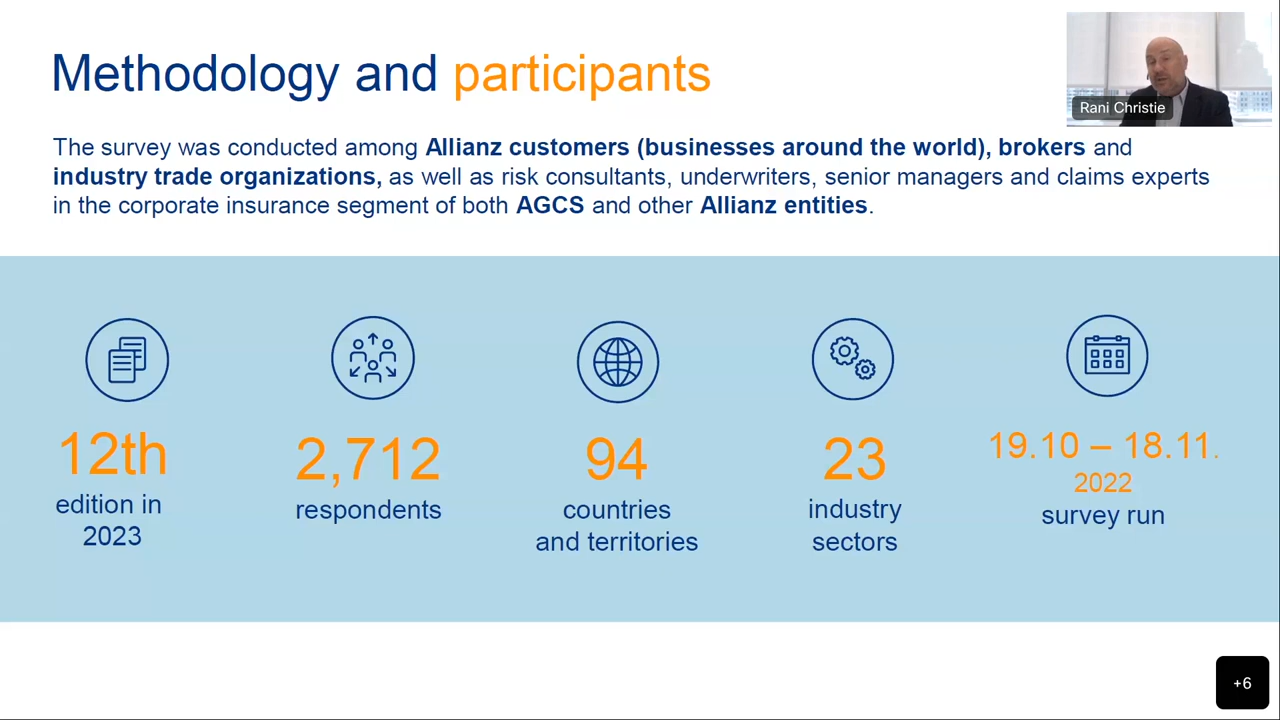 Methodology and participants
Rani Christie
The survey was conducted among Allianz customers (businesses around the world), brokers and
industry trade organizations, as well as risk consultants, underwriters, senior managers and claims experts
in the corporate insurance segment of both AGCS and other Allianz entities.
12th
edition in
2023
2,712
respondents
94
countries
and territories
23
industry
sectors
19.10 – 18.11.
2022
survey run
+6